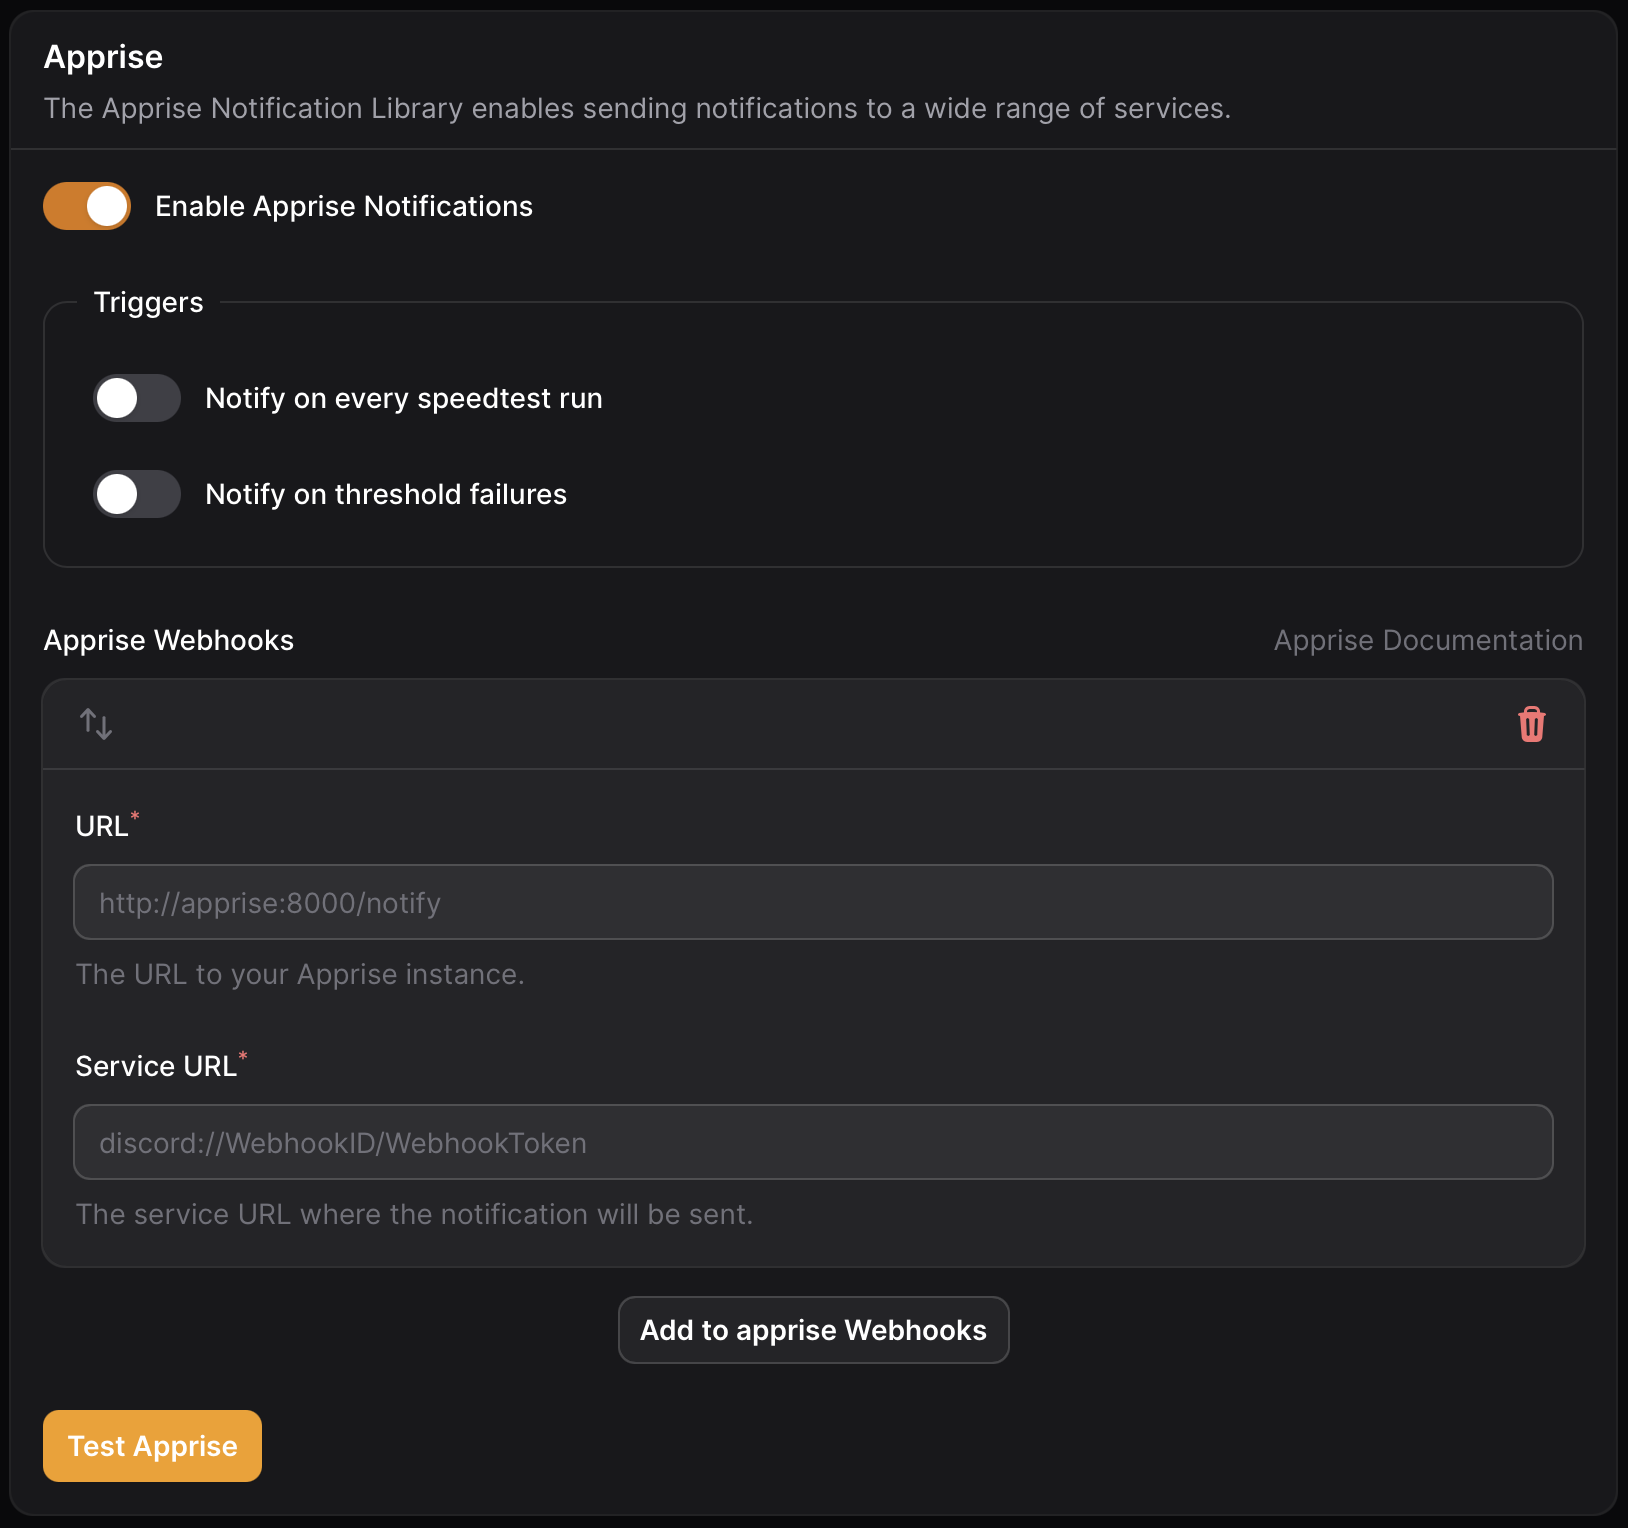 Apprise
The Apprise Notification Library enables sending notifications to a wide range of services.
Enable Apprise Notifications
Triggers
Notify on every speedtest run
Notify on threshold failures
Apprise Webhooks
Apprise Documentation
URL*
http://apprise:8000/notify
The URL to your Apprise instance.
Service URL*
discord://WebhookID/WebhookToken
The service URL where the notification will be sent.
Add to apprise Webhooks
Test Apprise